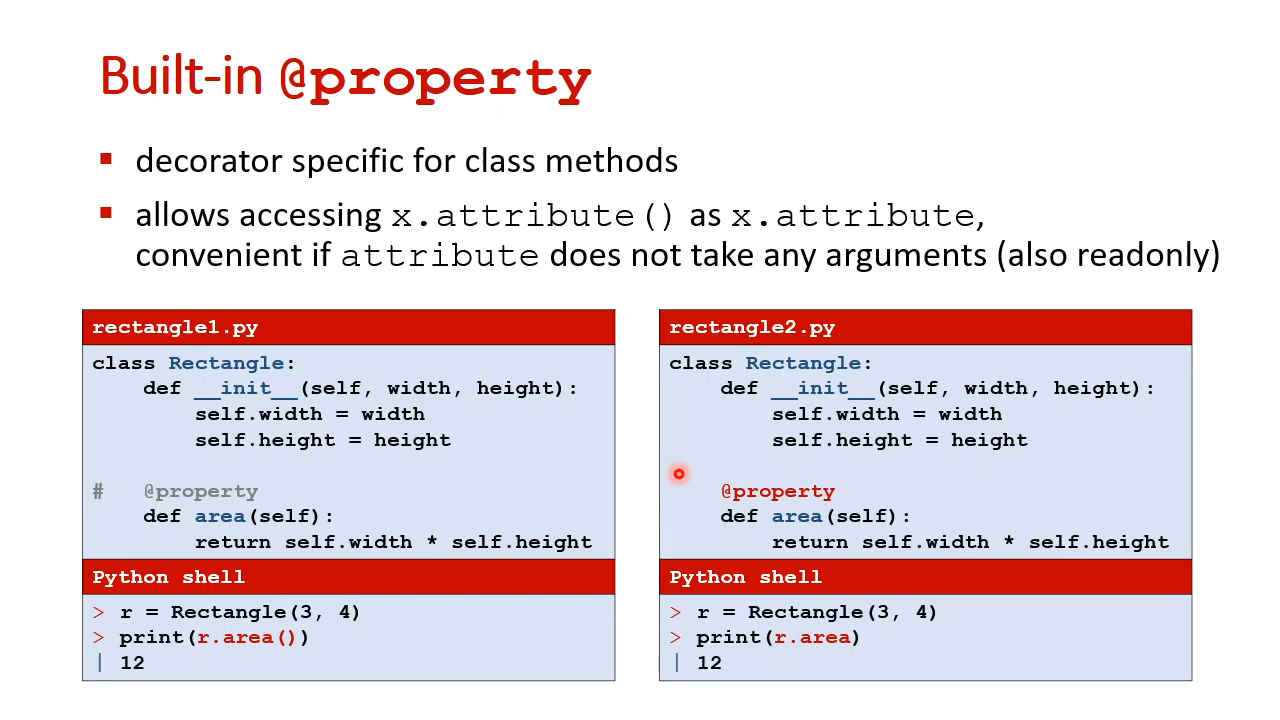 Built-in @property
▪ decorator specific for class methods
▪ allows accessing x.attribute() as x.attribute,
convenient if attribute does not take any arguments (also readonly)
rectangle1.py
class Rectangle:
    def __init__(self, width, height):
        self.width = width
        self.height = height
#   @property
    def area(self):
        return self.width * self.height
Python shell
> r = Rectangle(3, 4)
> print(r.area())
| 12
rectangle2.py
class Rectangle:
    def __init__(self, width, height):
        self.width = width
        self.height = height
    @property
    def area(self):
        return self.width * self.height
Python shell
> r = Rectangle(3, 4)
> print(r.area)
| 12